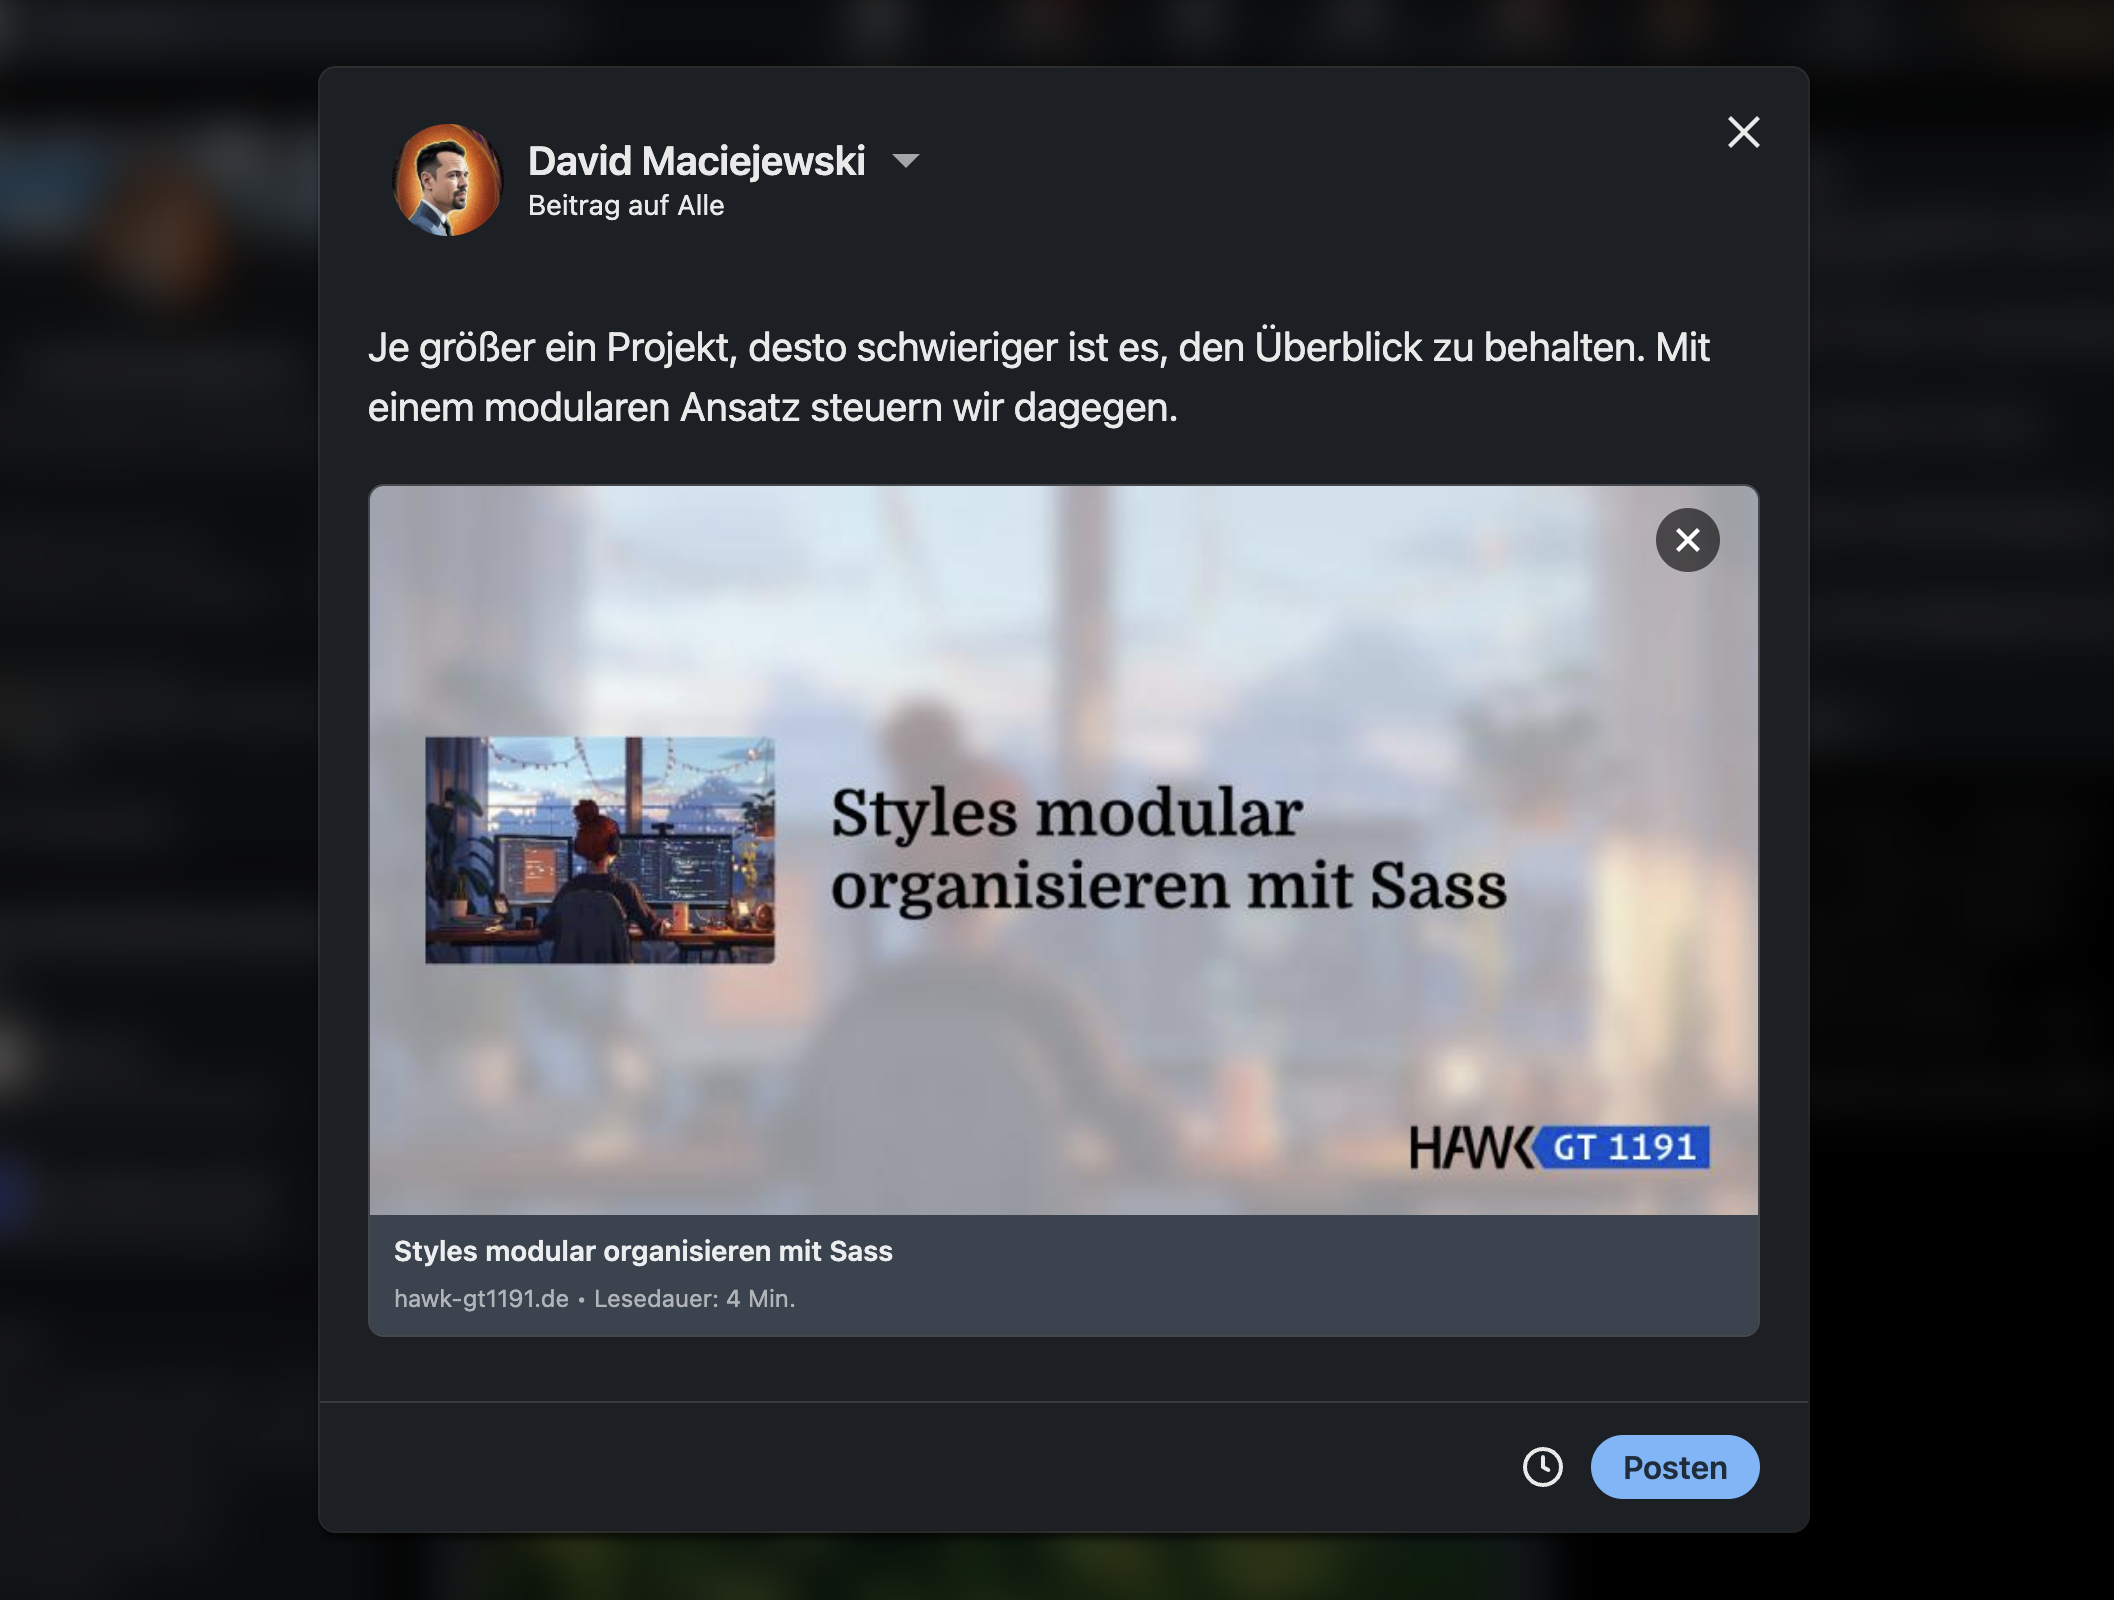 David Maciejewski
Beitrag auf Alle
Je größer ein Projekt, desto schwieriger ist es, den Überblick zu behalten. Mit
einem modularen Ansatz steuern wir dagegen.
Styles modular
organisieren mit Sass
HAWK GT 1191
Styles modular organisieren mit Sass
hawk-gt1191.de • Lesedauer: 4 Min.
Posten